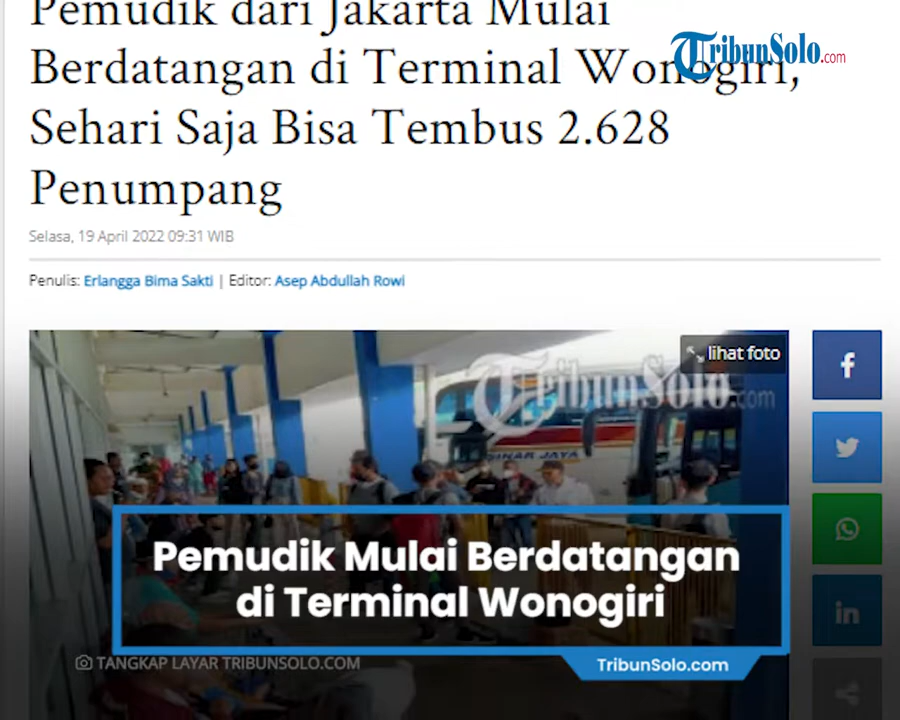 Pemudik dari Jakarta Mulai
Berdatangan di Terminal Wonogiri,
TribunSolo.com
Sehari Saja Bisa Tembus 2.628
Penumpang
Selasa, 19 April 2022 09:31 WIB
Penulis: Erlangga Bima Sakti | Editor: Asep Abdullah Rowi
lihat foto
TribunSolo.com
SINAR JAYA
Pemudik Mulai Berdatangan
di Terminal Wonogiri
TANGKAP LAYAR TRIBUNSOLO.COM
TribunSolo.com